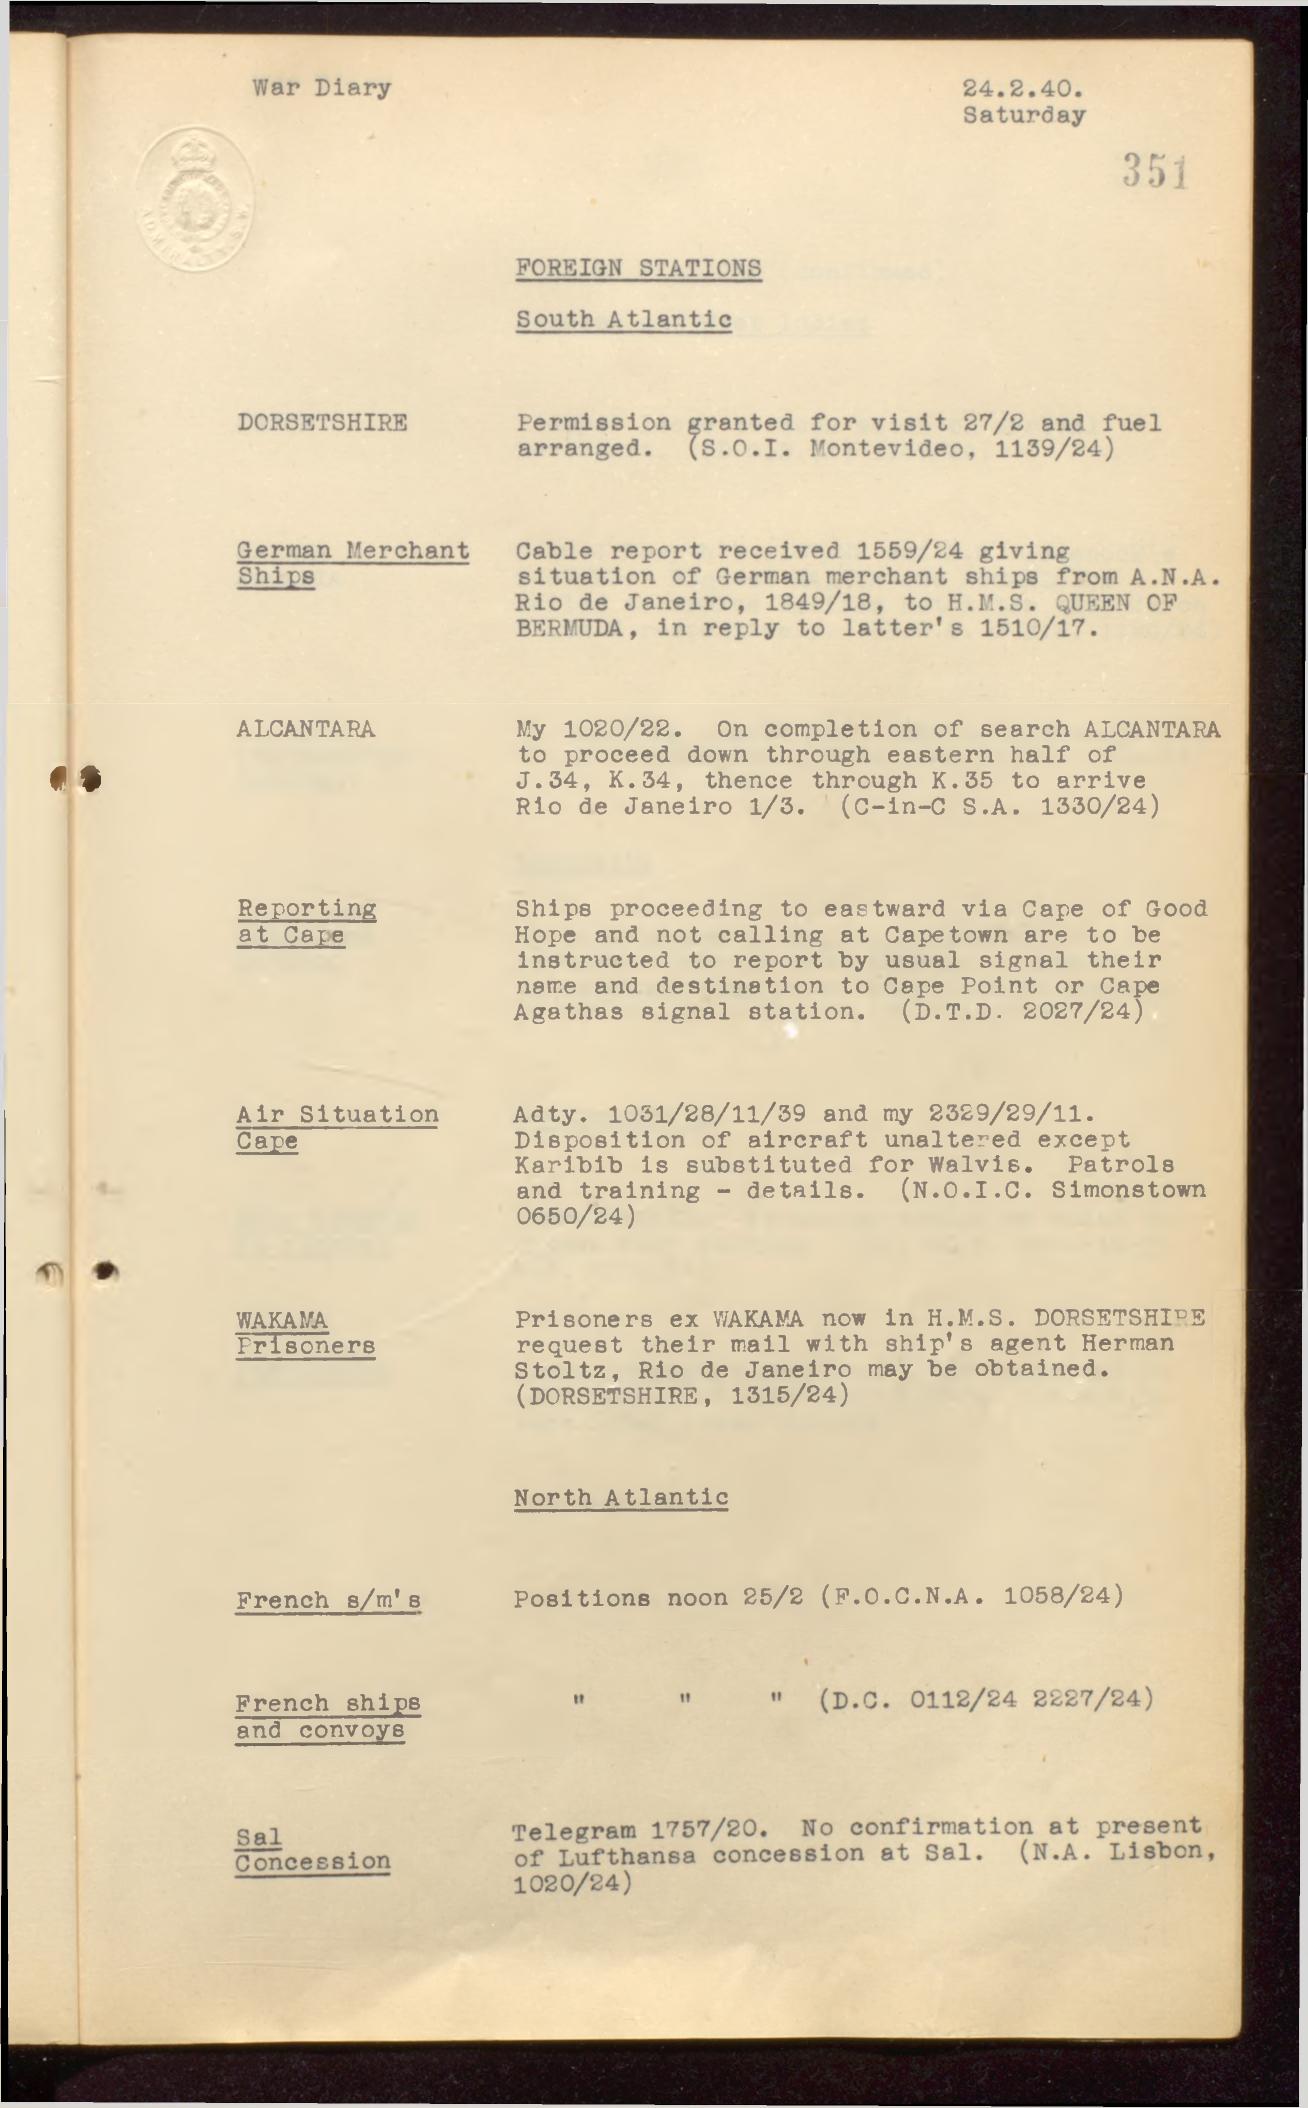 War Diary
24.2.40.
Saturday
351
FOREIGN STATIONS
South Atlantic
DORSETSHIRE
Permission granted for visit 27/2 and fuel
arranged. (S.O.I. Montevideo, 1139/24)
German Merchant
Ships
Cable report received 1559/24 giving
situation of German merchant ships from A.N.A.
Rio de Janeiro, 1849/18, to H.M.S. QUEEN OF
BERMUDA, in reply to latter's 1510/17.
ALCANTARA
My 1020/22. On completion of search ALCANTARA
to proceed down through eastern half of
J.34, K.34, thence through K.35 to arrive
Rio de Janeiro 1/3. (C-in-C S.A. 1330/24)
Reporting
at Cape
Ships proceeding to eastward via Cape of Good
Hope and not calling at Capetown are to be
instructed to report by usual signal their
name and destination to Cape Point or Cape
Agathas signal station. (D.T.D. 2027/24)
Air Situation
Cape
Adty. 1031/28/11/39 and my 2329/29/11.
Disposition of aircraft unaltered except
Karibib is substituted for Walvis. Patrols
and training - details. (N.O.I.C. Simonstown
0650/24)
WAKAMA
Prisoners
Prisoners ex WAKAMA now in H.M.S. DORSETSHIRE
request their mail with ship's agent Herman
Stoltz, Rio de Janeiro may be obtained.
(DORSETSHIRE, 1315/24)
North Atlantic
French s/m's
Positions noon 25/2 (F.O.C.N.A. 1058/24)
French ships
and convoys
" " " (D.C. 0112/24 2227/24)
Sal
Concession
Telegram 1757/20. No confirmation at present
of Lufthansa concession at Sal. (N.A. Lisbon,
1020/24)